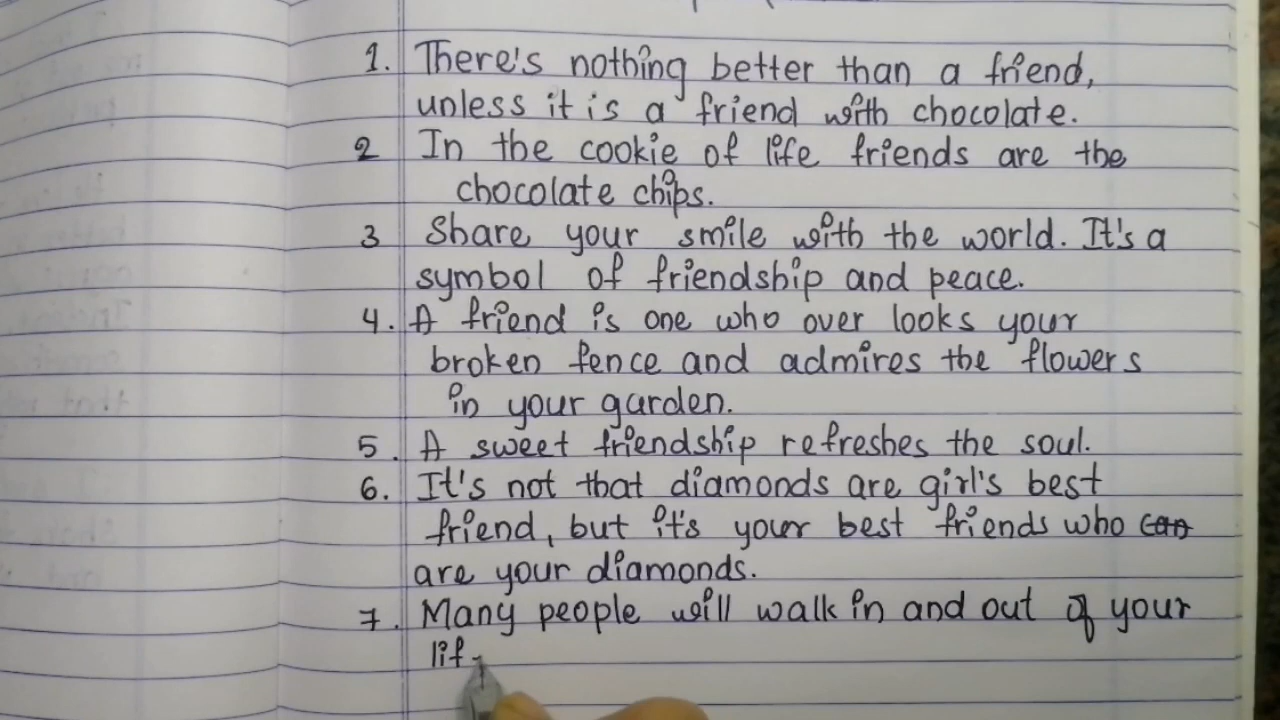 1. There's nothing better than a friend,
unless it is a friend with chocolate.
2 In the cookie of life friends are the
chocolate chips.
3 Share your smile with the world. It's a
symbol of friendship and peace.
4. A friend is one who over looks your
broken fence and admires the flowers
in your garden.
5. A sweet friendship refreshes the soul.
6. It's not that diamonds are girl's best
friend, but it's your best friends who can
are your diamonds.
7. Many people will walk in and out of your
lif